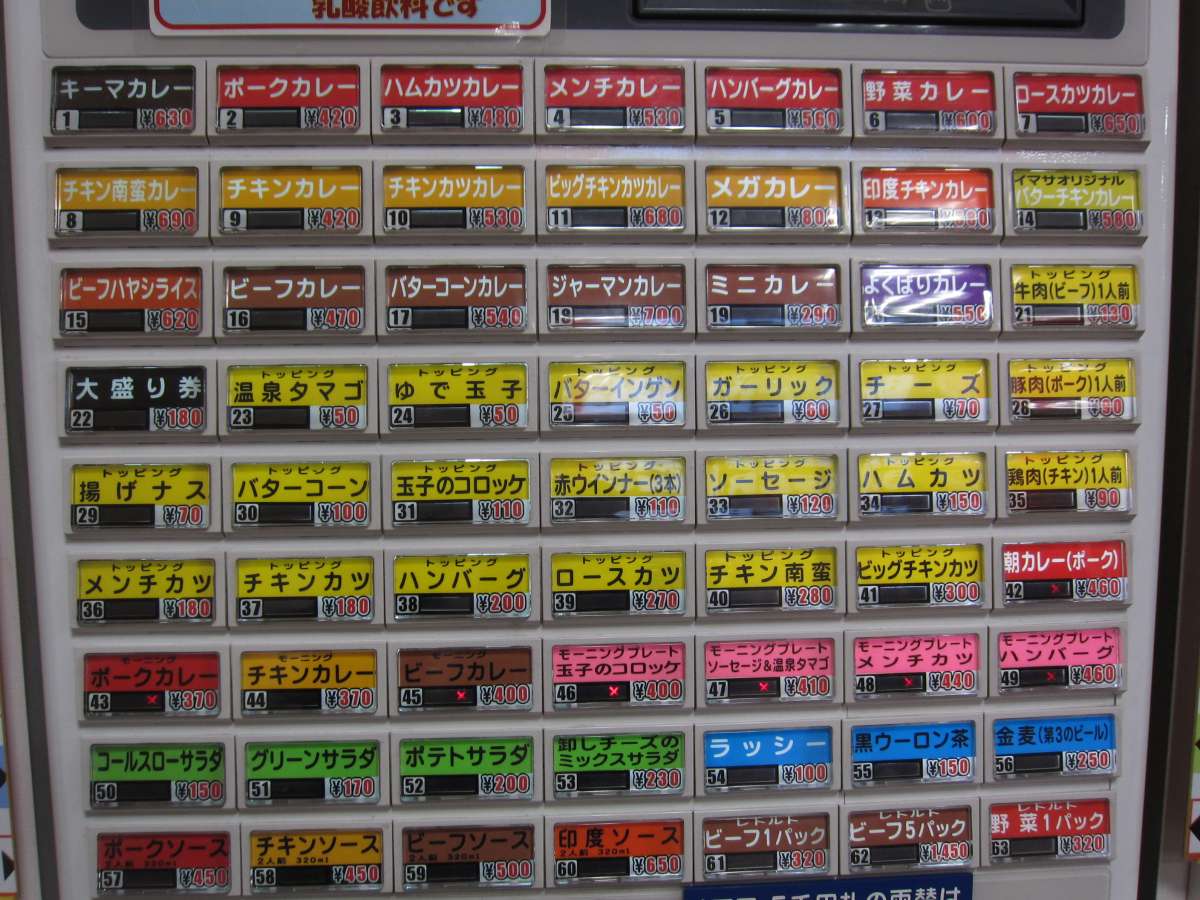 乳酸飲料です
キーマカレー
1 ¥630
ポークカレー
2 ¥420
ハムカツカレー
3 ¥480
メンチカレー
4 ¥530
ハンバーグカレー
5 ¥560
野菜カレー
6 ¥600
ロースカツカレー
7 ¥650
チキン南蛮カレー
8 ¥690
チキンカレー
9 ¥420
チキンカツカレー
10 ¥530
ビッグチキンカツカレー
11 ¥680
メガカレー
12 ¥800
印度チキンカレー
13
イマサオリジナル
バターチキンカレー
14 ¥580
ビーフハヤシライス
15 ¥620
ビーフカレー
16 ¥470
バターコーンカレー
17 ¥540
ジャーマンカレー
18 ¥700
ミニカレー
19 ¥290
よくばりカレー
¥550
トッピング
牛肉(ビーフ)1人前
21 ¥130
大盛り券
22 ¥180
トッピング
温泉タマゴ
23 ¥50
トッピング
ゆで玉子
24 ¥50
トッピング
バターインゲン
25 ¥50
トッピング
ガーリック
26 ¥60
トッピング
チーズ
27 ¥70
トッピング
豚肉(ポーク)1人前
28 ¥90
トッピング
揚げナス
29 ¥70
トッピング
バターコーン
30 ¥100
トッピング
玉子のコロッケ
31 ¥110
トッピング
赤ウインナー(3本)
32 ¥110
トッピング
ソーセージ
33 ¥120
トッピング
ハムカツ
34 ¥150
トッピング
鶏肉(チキン)1人前
35 ¥90
トッピング
メンチカツ
36 ¥180
トッピング
チキンカツ
37 ¥180
トッピング
ハンバーグ
38 ¥200
トッピング
ロースカツ
39 ¥270
トッピング
チキン南蛮
40 ¥280
トッピング
ビッグチキンカツ
41 ¥300
朝カレー(ポーク)
42 × ¥460
モーニング
ポークカレー
43 × ¥370
モーニング
チキンカレー
44 ¥370
モーニング
ビーフカレー
45 × ¥400
モーニングプレート
玉子のコロッケ
46 × ¥400
モーニングプレート
ソーセージ&温泉タマゴ
47 × ¥410
モーニングプレート
メンチカツ
48 × ¥440
モーニングプレート
ハンバーグ
49 × ¥460
コールスローサラダ
50 ¥150
グリーンサラダ
51 ¥170
ポテトサラダ
52 ¥200
卸しチーズの
ミックスサラダ
53 ¥230
ラッシー
54 ¥100
黒ウーロン茶
55 ¥150
金麦(第3のビール)
56 ¥250
ポークソース
2人前 320ml
57 ¥450
チキンソース
2人前 320ml
58 ¥450
ビーフソース
2人前 320ml
59 ¥500
印度ソース
2人前 320ml
60 ¥650
レトルト
ビーフ1パック
61 ¥320
レトルト
ビーフ5パック
62 ¥1,450
レトルト
野菜1パック
63 ¥320
千円札の両替は